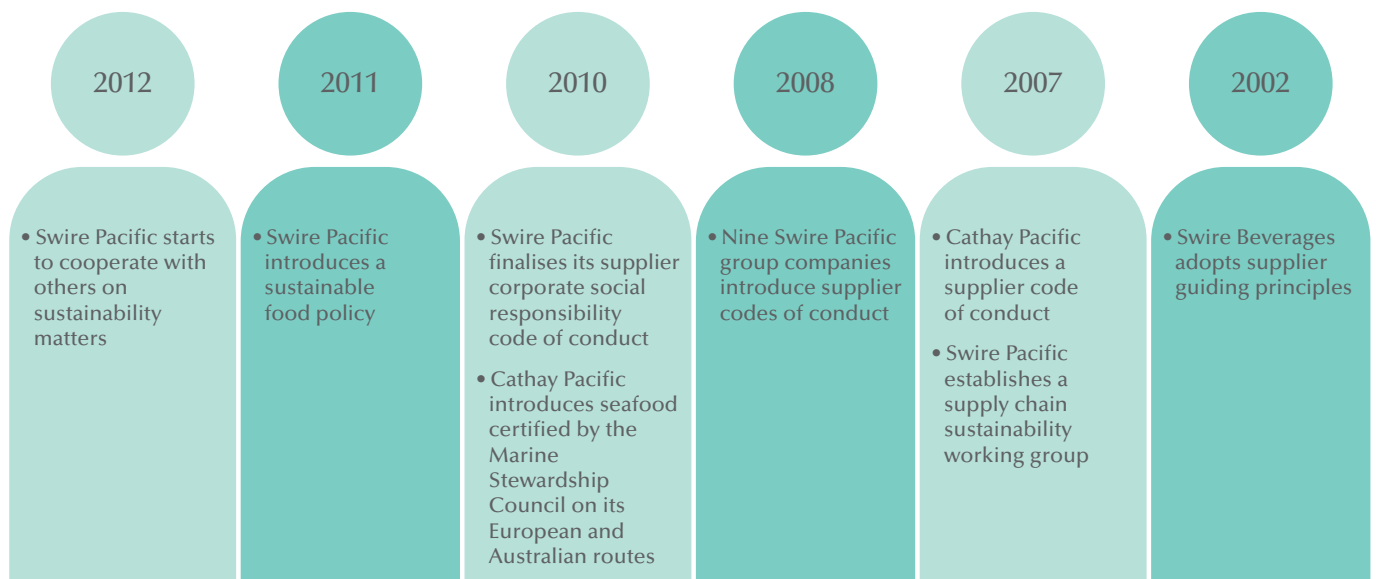 2012
• Swire Pacific starts
to cooperate with
others on
sustainability
matters
2011
• Swire Pacific
introduces a
sustainable
food policy
2010
• Swire Pacific
finalises its supplier
corporate social
responsibility
code of conduct
• Cathay Pacific
introduces seafood
certified by the
Marine
Stewardship
Council on its
European and
Australian routes
2008
• Nine Swire Pacific
group companies
introduce supplier
codes of conduct
2007
• Cathay Pacific
introduces a
supplier code
of conduct
• Swire Pacific
establishes a
supply chain
sustainability
working group
2002
• Swire Beverages
adopts supplier
guiding principles